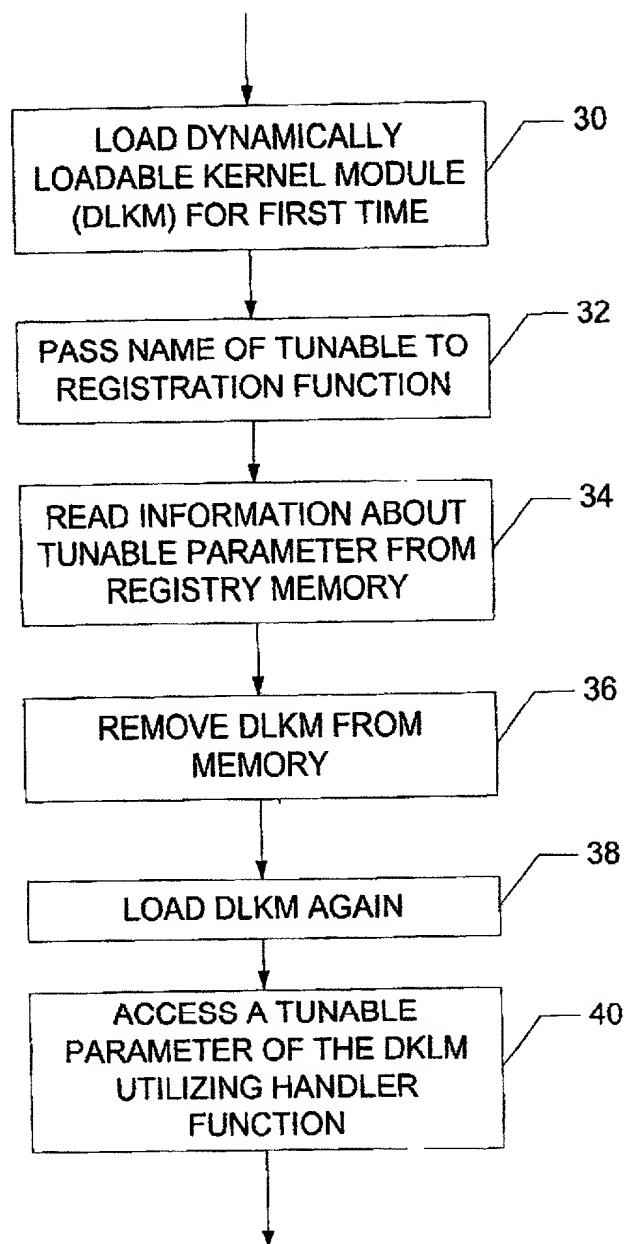 LOAD DYNAMICALLY
LOADABLE KERNEL MODULE
(DLKM) FOR FIRST TIME
30
PASS NAME OF TUNABLE TO
REGISTRATION FUNCTION
32
READ INFORMATION ABOUT
TUNABLE PARAMETER FROM
REGISTRY MEMORY
34
REMOVE DLKM FROM
MEMORY
36
LOAD DLKM AGAIN
38
ACCESS A TUNABLE
PARAMETER OF THE DKLM
UTILIZING HANDLER
FUNCTION
40